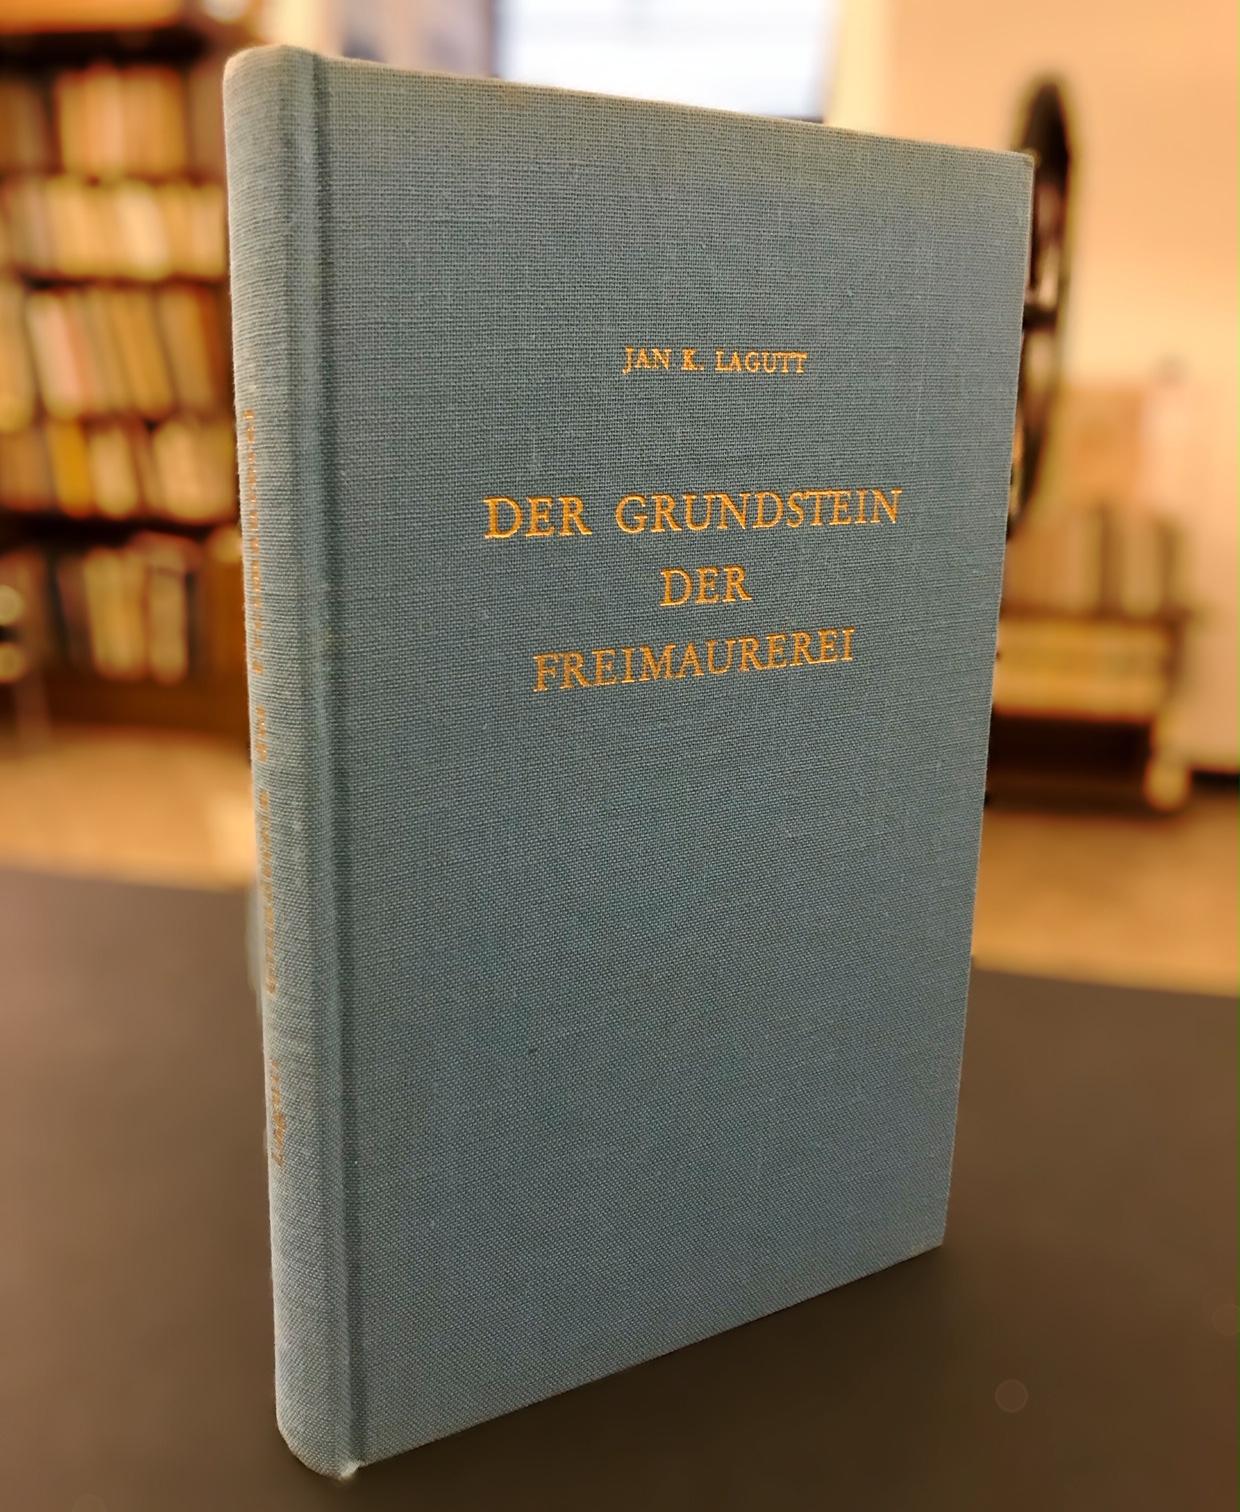 JAN K. LAGUTT
DER GRUNDSTEIN
DER
FREIMAUREREI